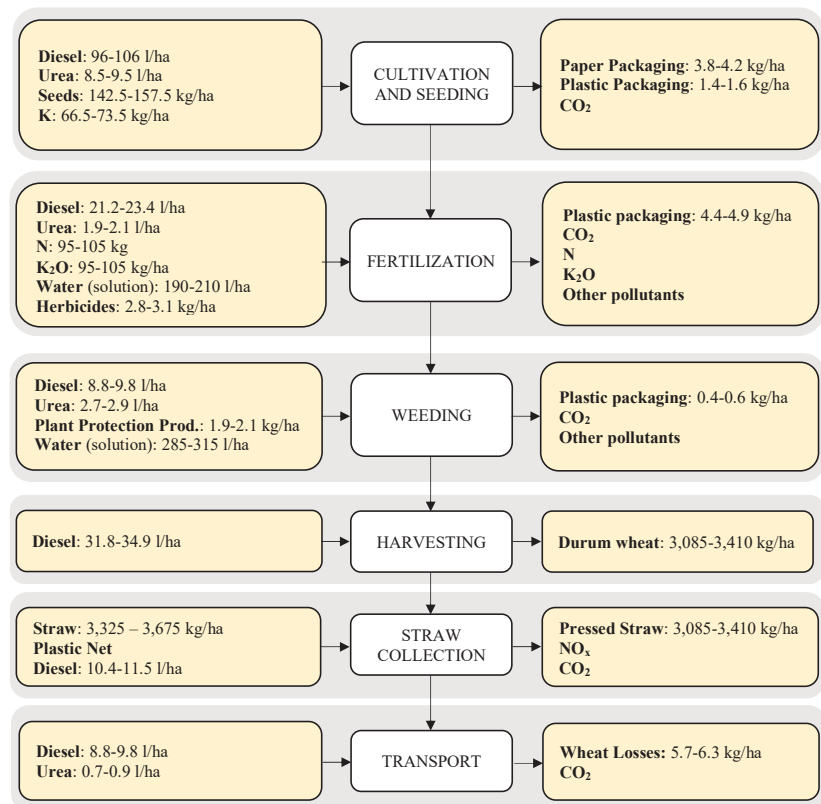 Diesel: 96-106 l/ha
Urea: 8.5-9.5 l/ha
Seeds: 142.5-157.5 kg/ha
K: 66.5-73.5 kg/ha
CULTIVATION
AND SEEDING
Paper Packaging: 3.8-4.2 kg/ha
Plastic Packaging: 1.4-1.6 kg/ha
CO₂
Diesel: 21.2-23.4 l/ha
Urea: 1.9-2.1 l/ha
N: 95-105 kg
K₂O: 95-105 kg/ha
Water (solution): 190-210 l/ha
Herbicides: 2.8-3.1 kg/ha
FERTILIZATION
Plastic packaging: 4.4-4.9 kg/ha
CO₂
N
K₂O
Other pollutants
Diesel: 8.8-9.8 l/ha
Urea: 2.7-2.9 l/ha
Plant Protection Prod.: 1.9-2.1 kg/ha
Water (solution): 285-315 l/ha
WEEDING
Plastic packaging: 0.4-0.6 kg/ha
CO₂
Other pollutants
Diesel: 31.8-34.9 l/ha
HARVESTING
Durum wheat: 3,085-3,410 kg/ha
Straw: 3,325 – 3,675 kg/ha
Plastic Net
Diesel: 10.4-11.5 l/ha
STRAW
COLLECTION
Pressed Straw: 3,085-3,410 kg/ha
NOₓ
CO₂
Diesel: 8.8-9.8 l/ha
Urea: 0.7-0.9 l/ha
TRANSPORT
Wheat Losses: 5.7-6.3 kg/ha
CO₂